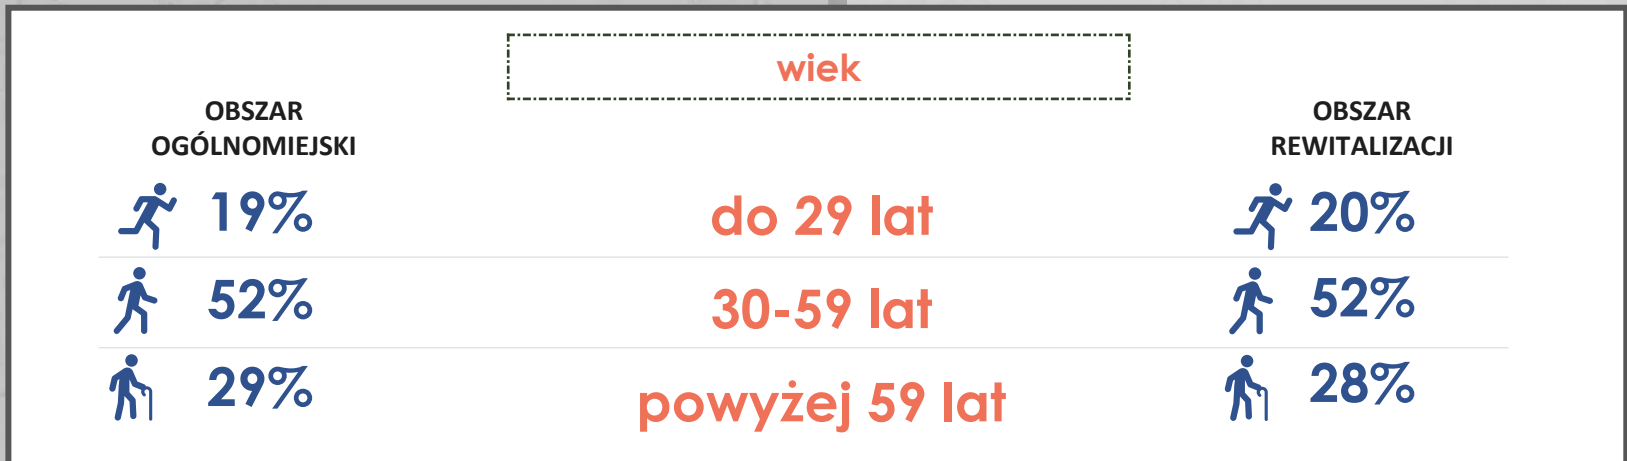 wiek
OBSZAR
OGÓLNOMIEJSKI
OBSZAR
REWITALIZACJI
19% do 29 lat 20%
52% 30-59 lat 52%
29% powyżej 59 lat 28%